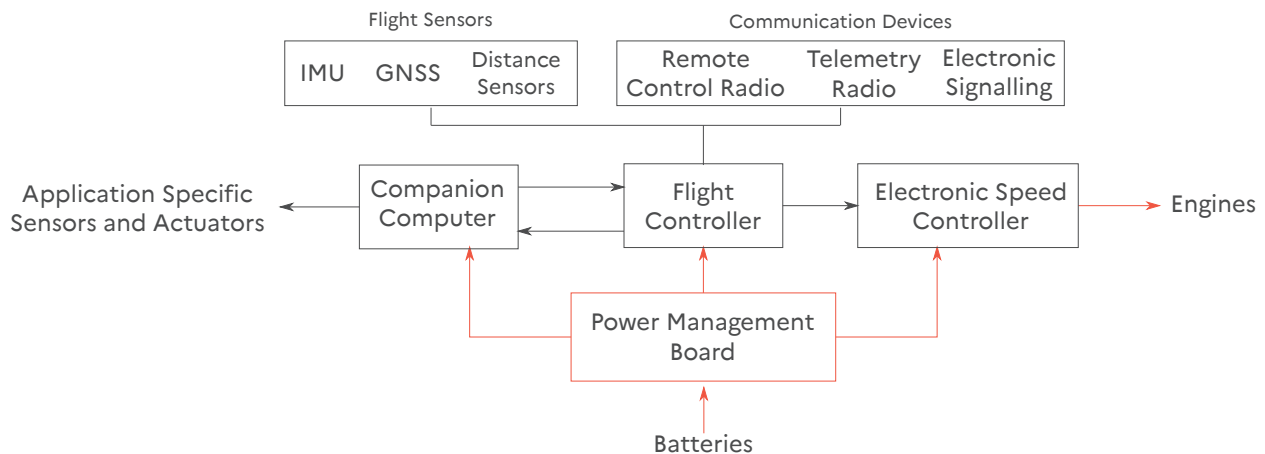 Flight Sensors
Communication Devices
IMU
GNSS
Distance
Sensors
Remote
Control Radio
Telemetry
Radio
Electronic
Signalling
Application Specific
Sensors and Actuators
Companion
Computer
Flight
Controller
Electronic Speed
Controller
Engines
Power Management
Board
Batteries